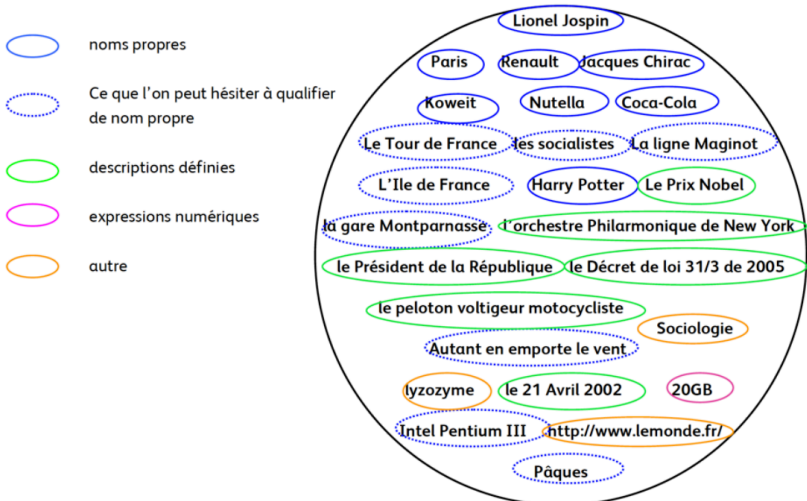 noms propres
Ce que l'on peut hésiter à qualifier
de nom propre
descriptions définies
expressions numériques
autre
Lionel Jospin
Paris Renault Jacques Chirac
Koweit Nutella Coca-Cola
Le Tour de France les socialistes La ligne Maginot
L'Ile de France Harry Potter Le Prix Nobel
la gare Montparnasse l'orchestre Philarmonique de New York
le Président de la République le Décret de loi 31/3 de 2005
le peloton voltigeur motocycliste
Sociologie
Autant en emporte le vent
lyzozyme le 21 Avril 2002 20GB
Intel Pentium III http://www.lemonde.fr/
Pâques